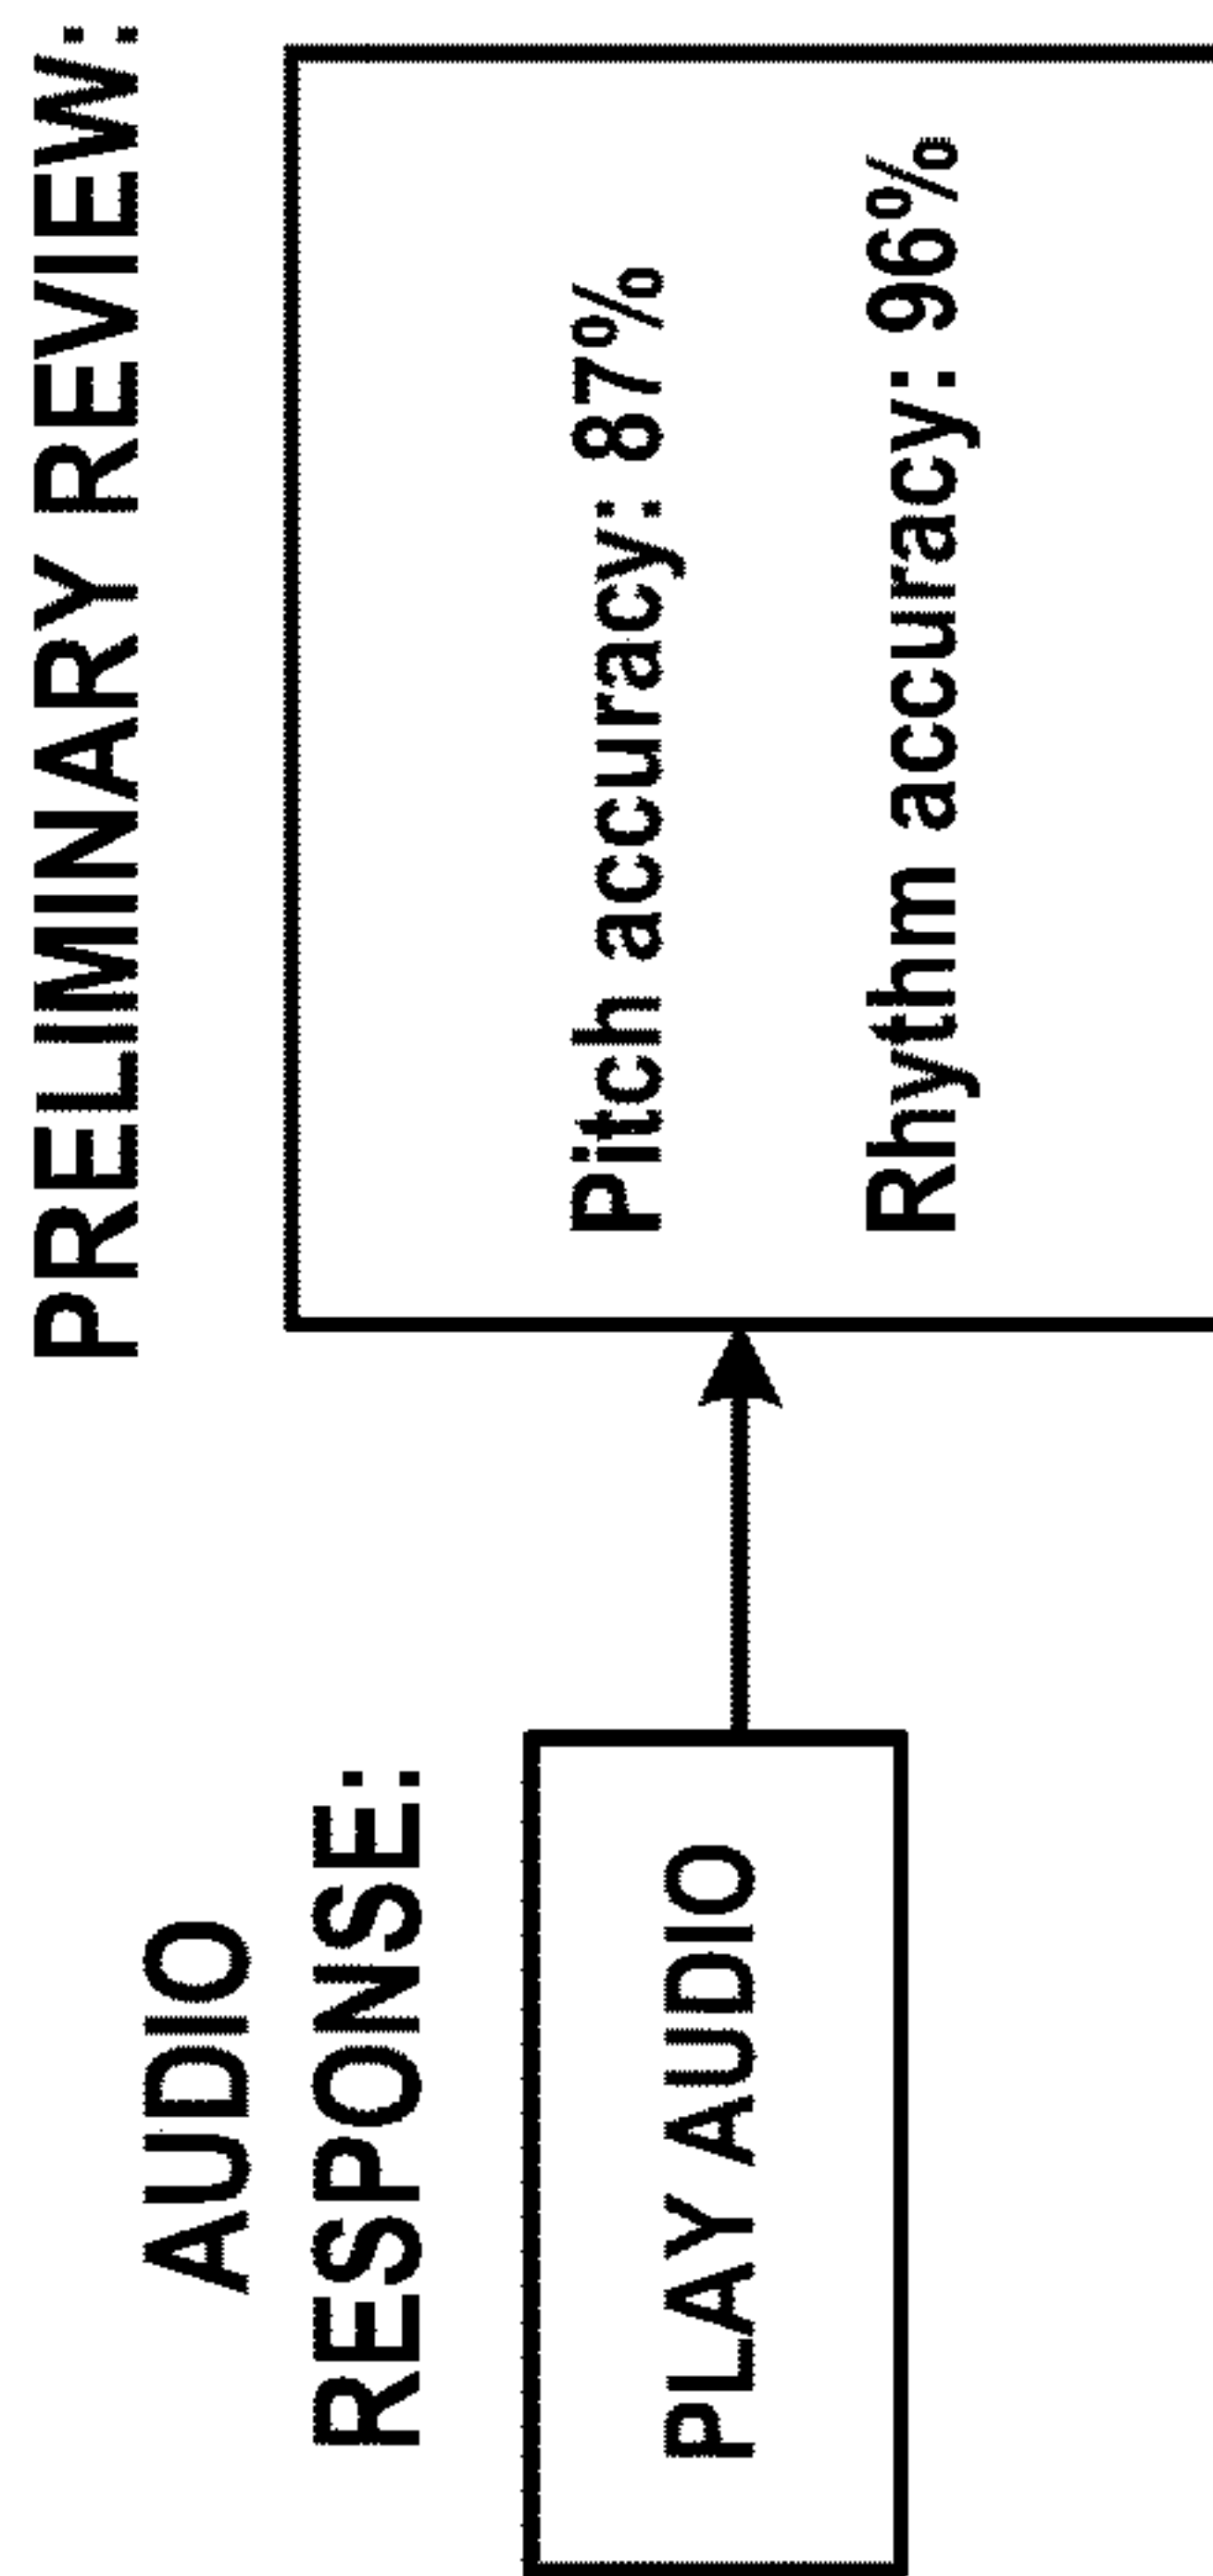 AUDIO
RESPONSE:
PLAY AUDIO
PRELIMINARY REVIEW:
Pitch accuracy: 87%
Rhythm accuracy: 96%